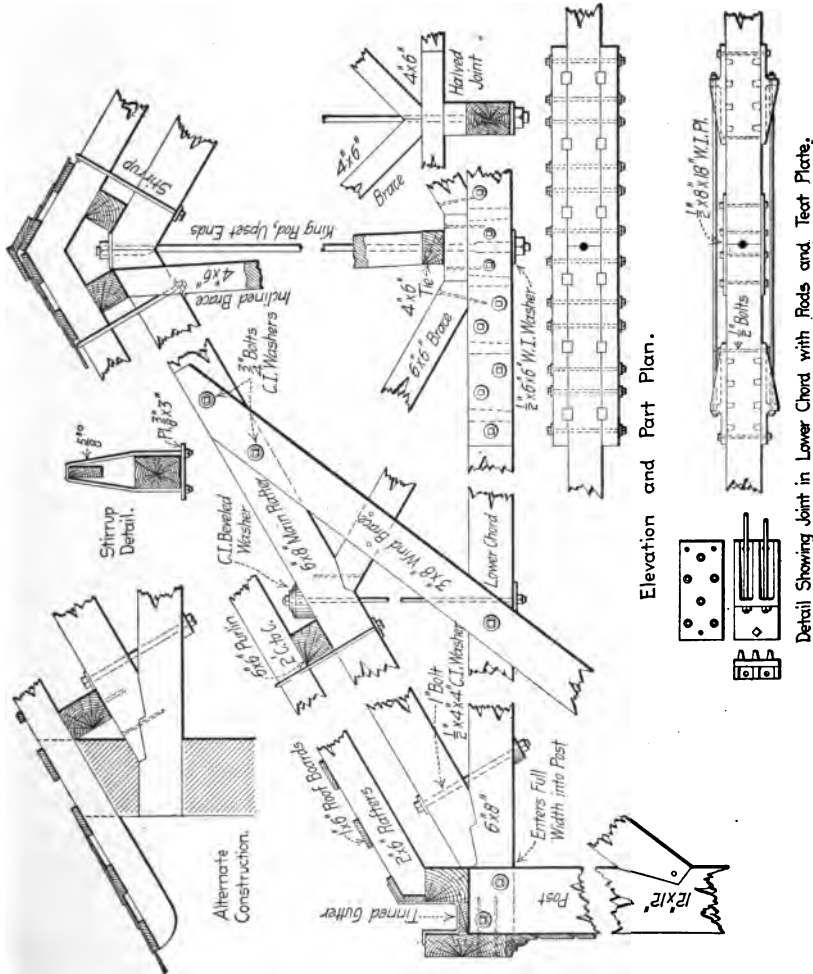 Alternate
Construction.
Stirrup
Detail.
5/8"ø
Pl. 3/8"x3"
Stirrup
King Rod, Upset Ends
4"x6"
Inclined Brace
3/4" Bolts
C.I. Washers
C.I. Beveled
Washer
6"x8" Main Rafter
6"x6" Purlin
3"x8" Wind Brace
Lower Chord
1"x6" Roof Boards
2"x6" Rafters
Tinned Gutter
1" Bolt
1/2"x4"x4" C.I. Washer
6"x8"
Enters Full
Width into Post
Post
12"x12"
4"x6"
Tie
6"x6" Brace
1/2"x6"x6" W.I. Washer
4"x6"
Brace
4"x6"
Halved
Joint
Elevation and Part Plan.
1/2"x8"x18" W.I.Pl.
1/2" Bolts
Detail Showing Joint in Lower Chord with Rods and Teat Plate.